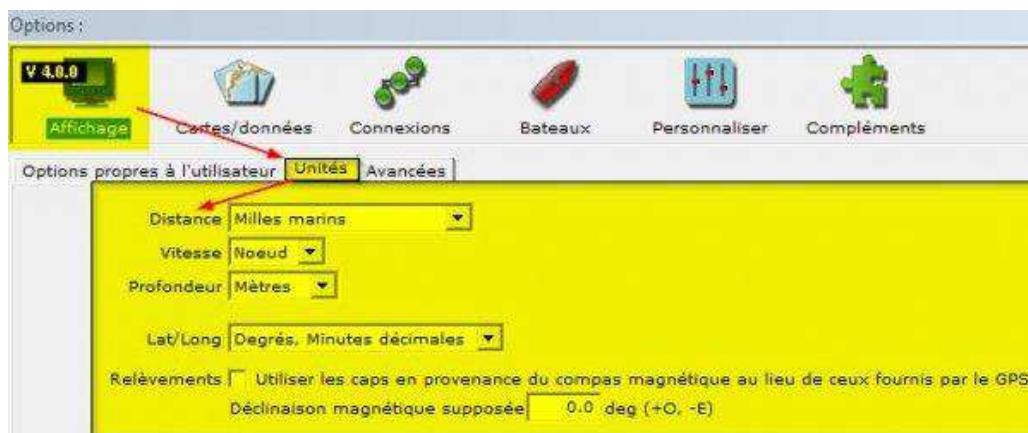 Options :
V 4.0.0
Affichage Cartes/données Connexions Bateaux Personnaliser Compléments
Options propres à l'utilisateur Unités Avancées
Distance Milles marins
Vitesse Noeud
Profondeur Mètres
Lat/Long Degrés, Minutes décimales
Relèvements Utiliser les caps en provenance du compas magnétique au lieu de ceux fournis par le GPS
Déclinaison magnétique supposée 0.0 deg (+O, -E)